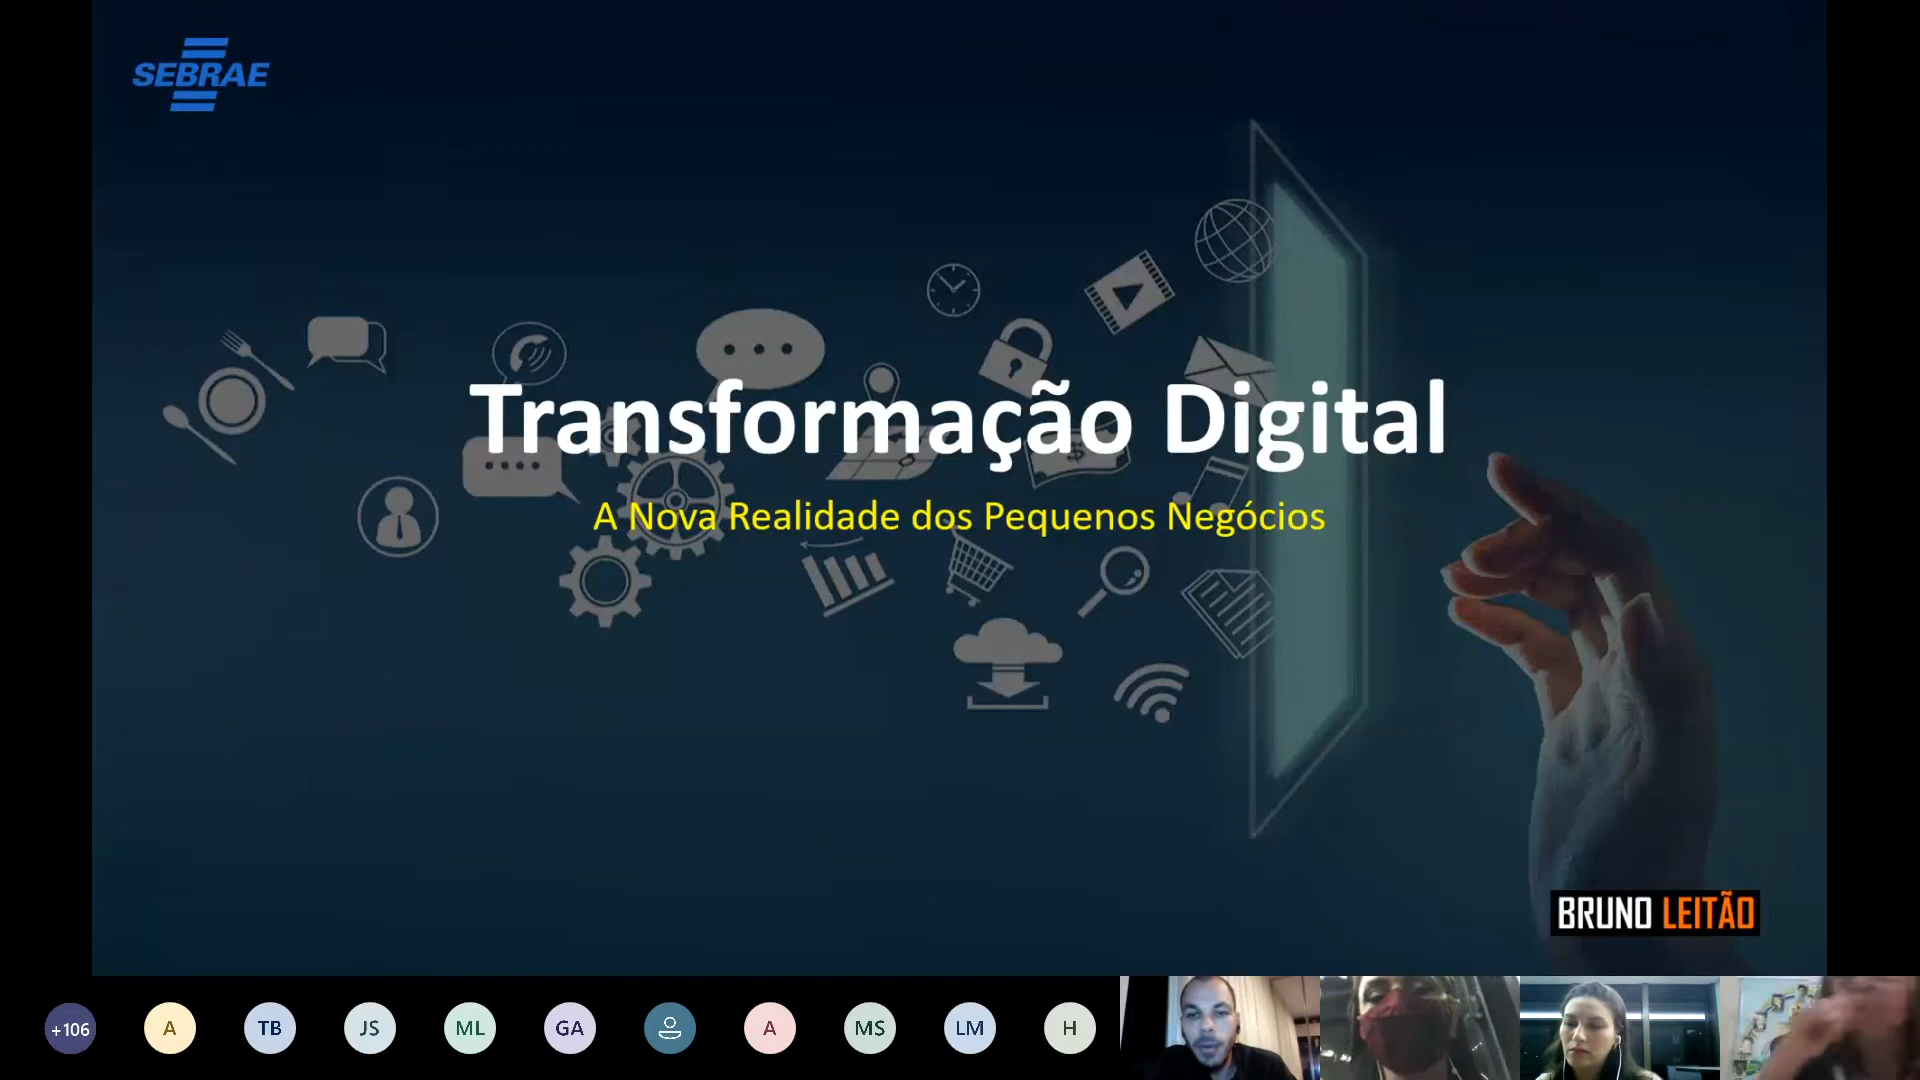 SEBRAE
Transformação Digital
A Nova Realidade dos Pequenos Negócios
BRUNO LEITÃO
+106
A
TB
JS
ML
GA
A
MS
LM
H